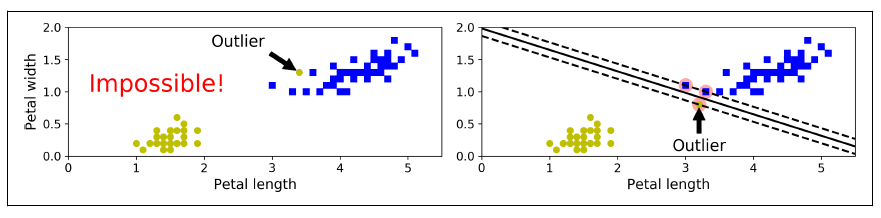 2.0
1.5
1.0
0.5
0.0
Petal width
Outlier
Impossible!
0 1 2 3 4 5
Petal length
2.0
1.5
1.0
0.5
0.0
Outlier
0 1 2 3 4 5
Petal length